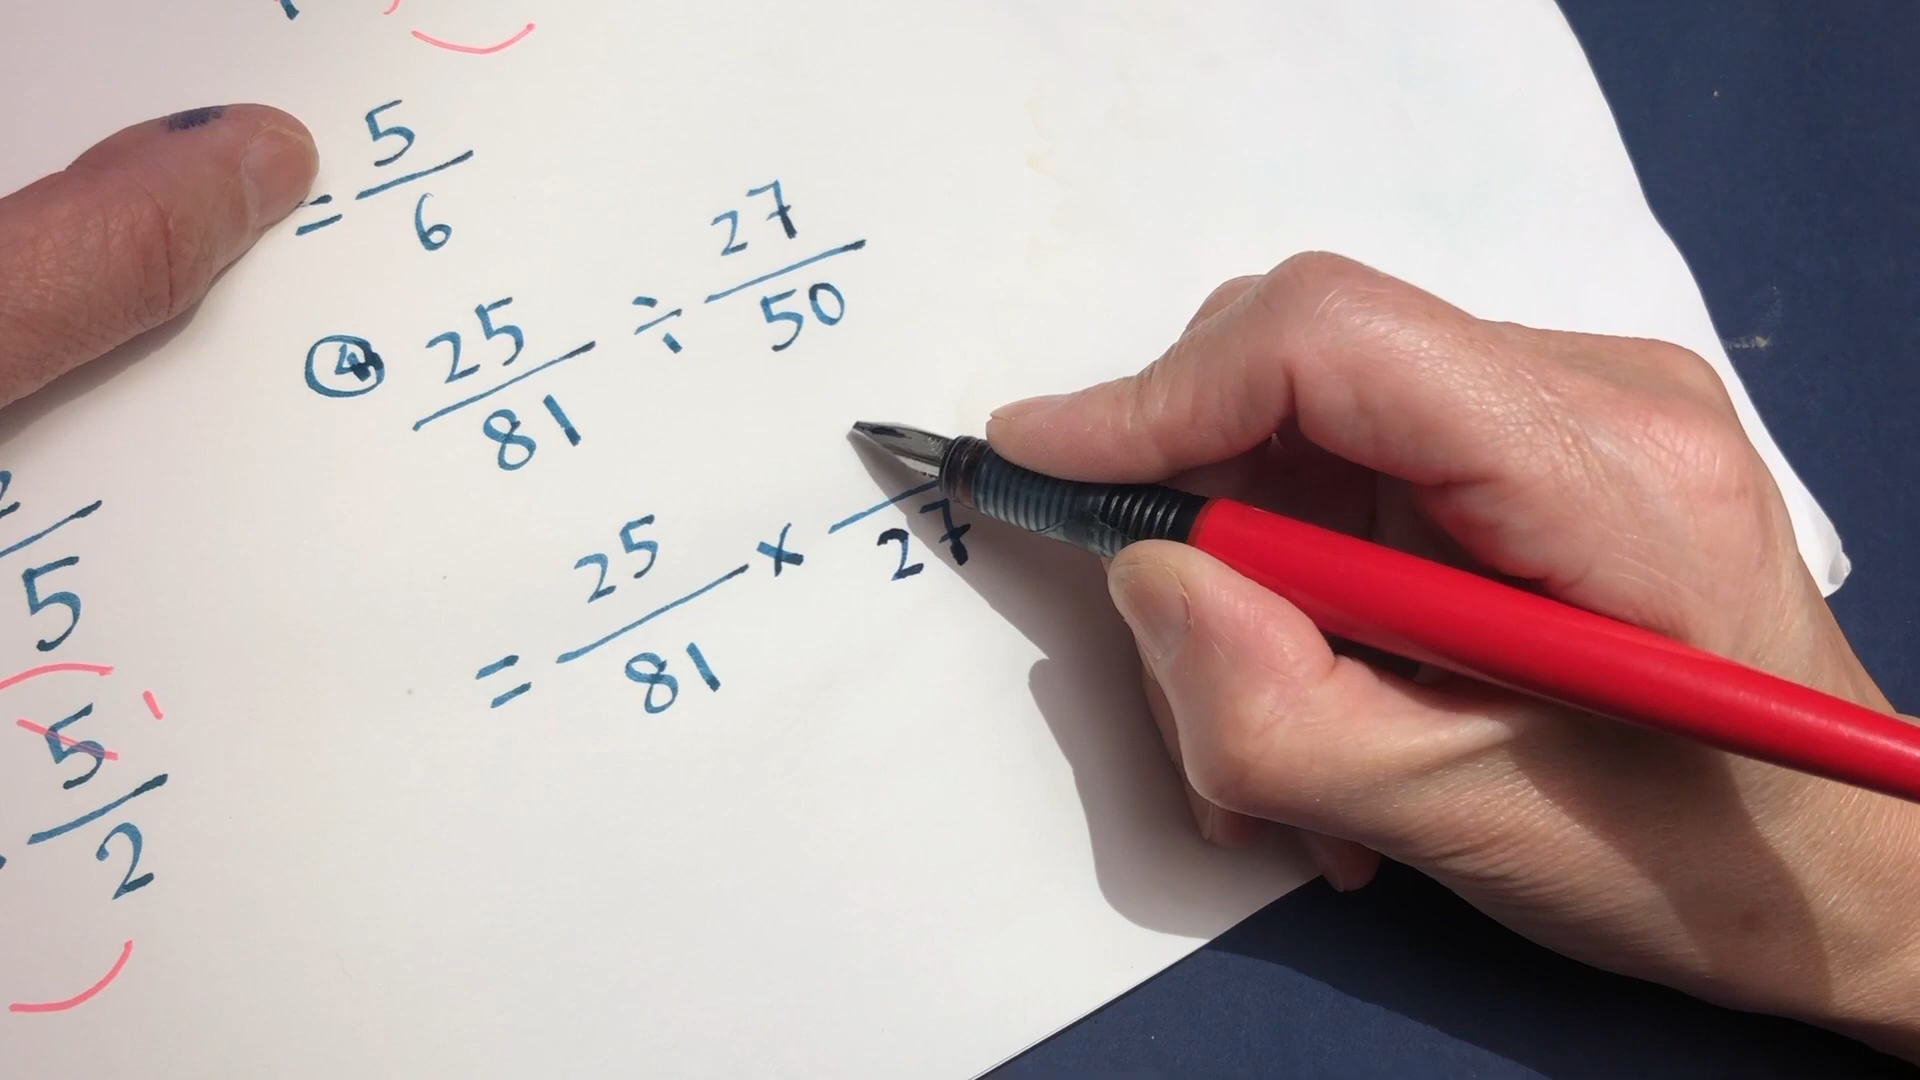 = 5/6
④ 25/81 ÷ 27/50
= 25/81 × /27
5
5/2